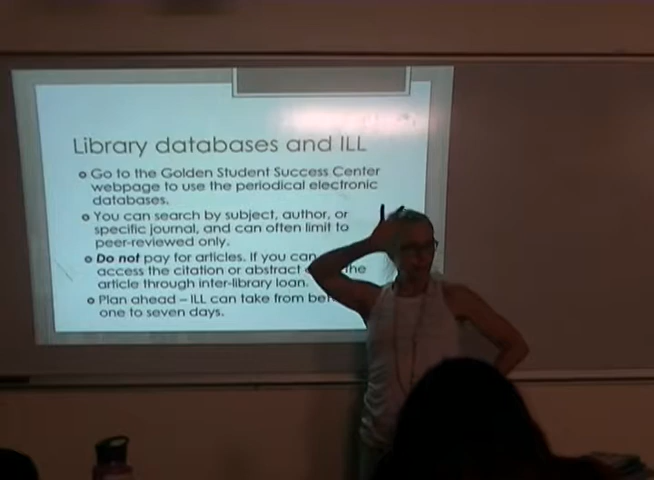 Library databases and ILL
Go to the Golden Student Success Center
webpage to use the periodical electronic
databases.
You can search by subject, author, or
specific journal, and can often limit to
peer-reviewed only.
Do not pay for articles. If you can
access the citation or abstract the
article through inter-library loan.
Plan ahead – ILL can take from
one to seven days.